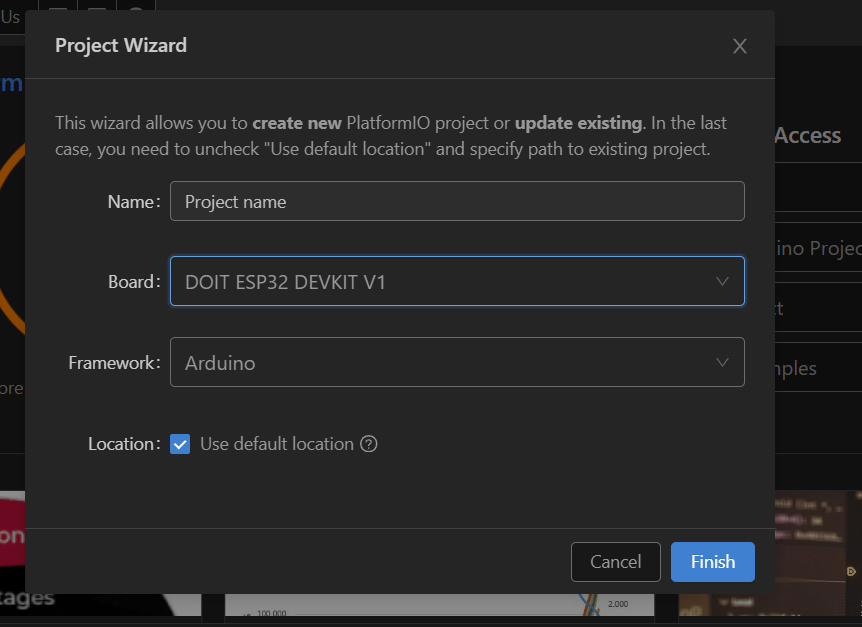 Us
Project Wizard
rm
This wizard allows you to create new PlatformIO project or update existing. In the last
case, you need to uncheck "Use default location" and specify path to existing project.
Access
Name: Project name
ino Projec
Board: DOIT ESP32 DEVKIT V1
t
Framework: Arduino
mples
ore
Location: Use default location
on
Cancel
Finish
tages
100 000
2.000